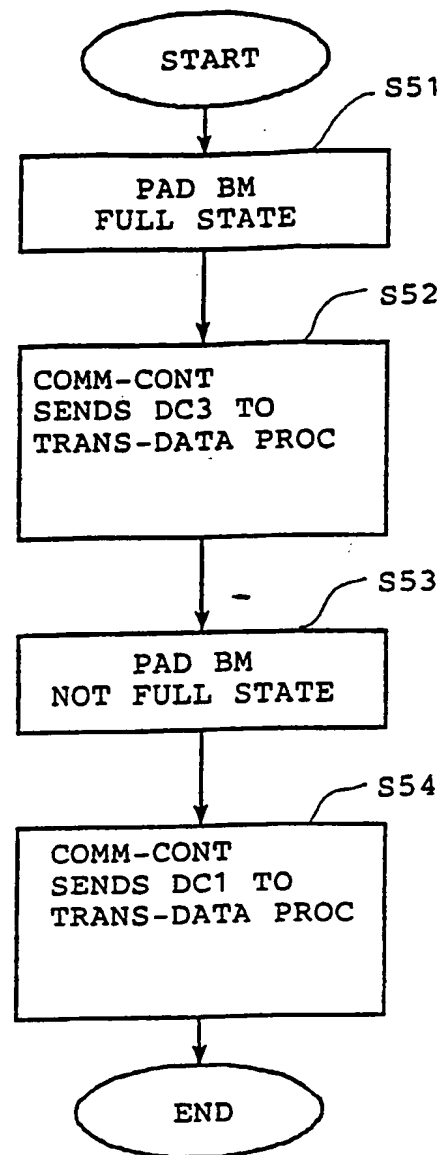 START
S51
PAD BM
FULL STATE
S52
COMM-CONT
SENDS DC3 TO
TRANS-DATA PROC
S53
PAD BM
NOT FULL STATE
S54
COMM-CONT
SENDS DC1 TO
TRANS-DATA PROC
END